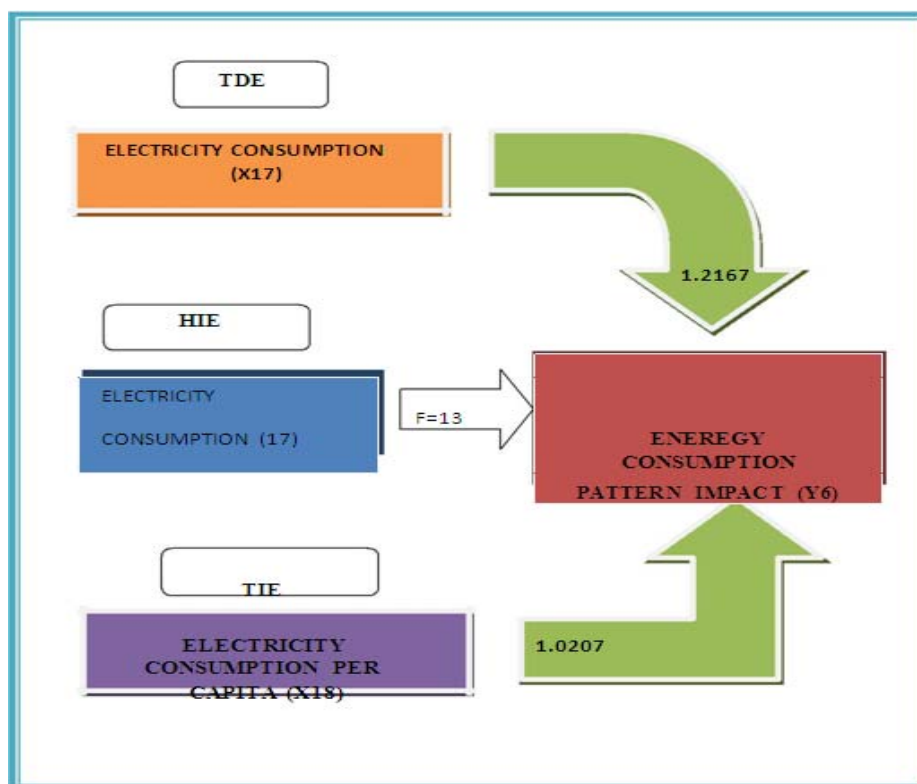 TDE
ELECTRICITY CONSUMPTION
(X17)
1.2167
HIE
ELECTRICITY
CONSUMPTION (17)
F=13
ENEREGY
CONSUMPTION
PATTERN IMPACT (Y6)
TIE
ELECTRICITY
CONSUMPTION PER
CAPITA (X18)
1.0207